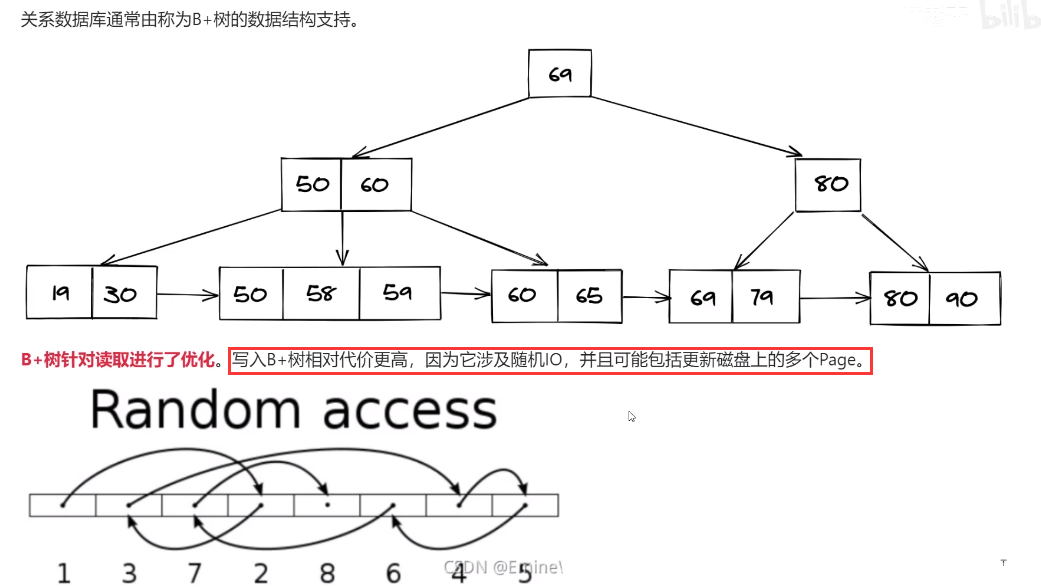 关系数据库通常由称为B+树的数据结构支持。
bilib
69
50 60
80
19 30
50 58 59
60 65
69 79
80 90
B+树针对读取进行了优化。写入B+树相对代价更高，因为它涉及随机IO，并且可能包括更新磁盘上的多个Page。
Random access
1 3 7 2 8 6 4 5
CSDN @Emine\